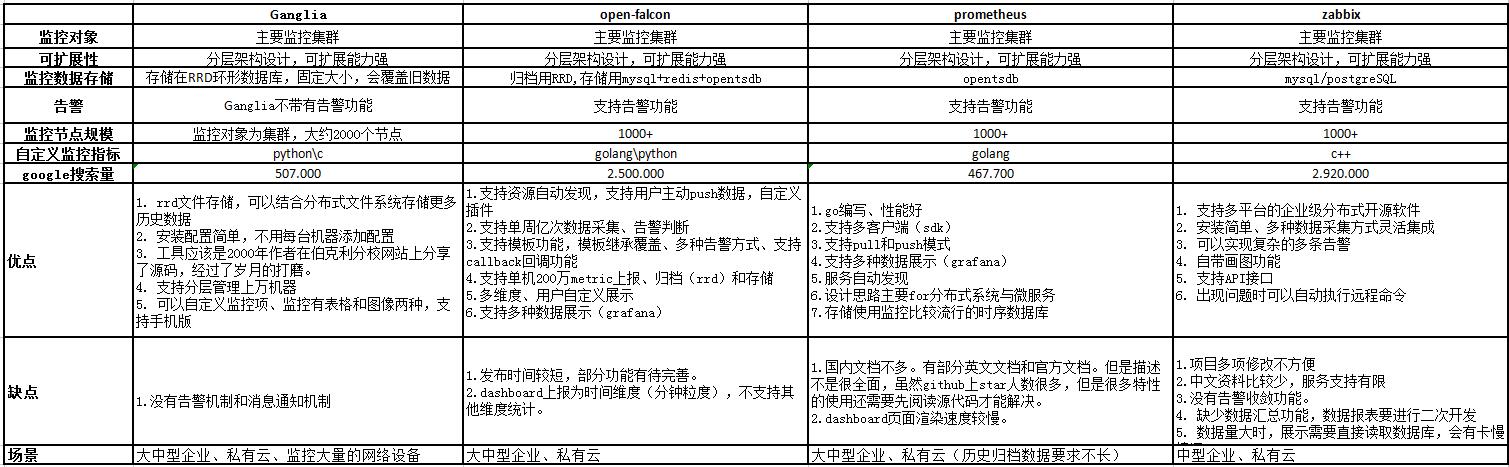 Ganglia open-falcon prometheus zabbix
监控对象 主要监控集群 主要监控集群 主要监控集群 主要监控集群
可扩展性 分层架构设计，可扩展能力强 分层架构设计，可扩展能力强 分层架构设计，可扩展能力强 分层架构设计，可扩展能力强
监控数据存储 存储在RRD环形数据库，固定大小，会覆盖旧数据 归档用RRD,存储用mysql+redis+opentsdb opentsdb mysql/postgreSQL
告警 Ganglia不带有告警功能 支持告警功能 支持告警功能 支持告警功能
监控节点规模 监控对象为集群，大约2000个节点 1000+ 1000+ 1000+
自定义监控指标 python\c golang\python golang c++
google搜索量 507.000 2.500.000 467.700 2.920.000
优点
1. rrd文件存储，可以结合分布式文件系统存储更多
历史数据
2. 安装配置简单，不用每台机器添加配置
3. 工具应该是2000年作者在伯克利分校网站上分享
了源码，经过了岁月的打磨。
4. 支持分层管理上万机器
5. 可以自定义监控项、监控有表格和图像两种，支
持手机版
1.支持资源自动发现，支持用户主动push数据，自定义
插件
2.支持单周亿次数据采集、告警判断
3.支持模板功能，模板继承覆盖、多种告警方式、支持
callback回调功能
4.支持单机200万metric上报、归档（rrd）和存储
5.多维度、用户自定义展示
6.支持多种数据展示（grafana）
1.go编写、性能好
2.支持多客户端（sdk）
3.支持pull和push模式
4.支持多种数据展示（grafana）
5.服务自动发现
6.设计思路主要for分布式系统与微服务
7.存储使用监控比较流行的时序数据库
1. 支持多平台的企业级分布式开源软件
2. 安装简单、多种数据采集方式灵活集成
3. 可以实现复杂的多条告警
4. 自带画图功能
5. 支持API接口
6. 出现问题时可以自动执行远程命令
缺点
1.没有告警机制和消息通知机制
1.发布时间较短，部分功能有待完善。
2.dashboard上报为时间维度（分钟粒度），不支持其
他维度统计。
1.国内文档不多。有部分英文文档和官方文档。但是描述
不是很全面，虽然github上star人数很多，但是很多特性
的使用还需要先阅读源代码才能解决。
2.dashboard页面渲染速度较慢。
1.项目多项修改不方便
2.中文资料比较少，服务支持有限
3.没有告警收敛功能。
4. 缺少数据汇总功能，数据报表要进行二次开发
5. 数据量大时，展示需要直接读取数据库，会有卡慢
场景 大中型企业、私有云、监控大量的网络设备 大中型企业、私有云 大中型企业、私有云（历史归档数据要求不长） 中型企业、私有云